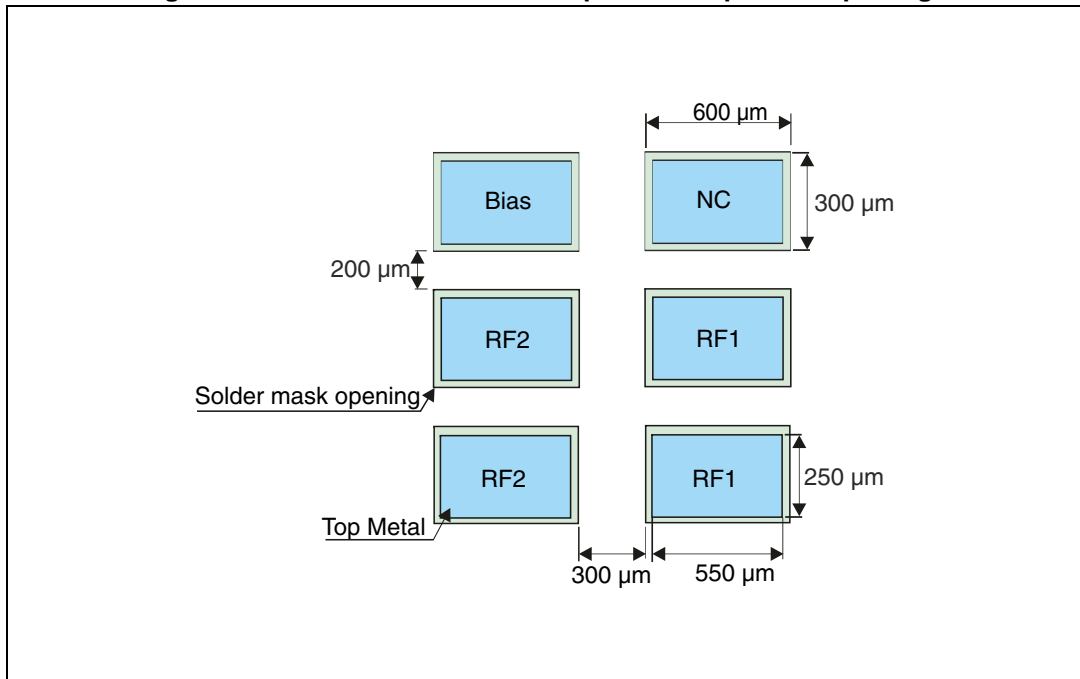 600 µm
Bias
NC
300 µm
200 µm
RF2
RF1
Solder mask opening
RF2
RF1
250 µm
Top Metal
300 µm
550 µm